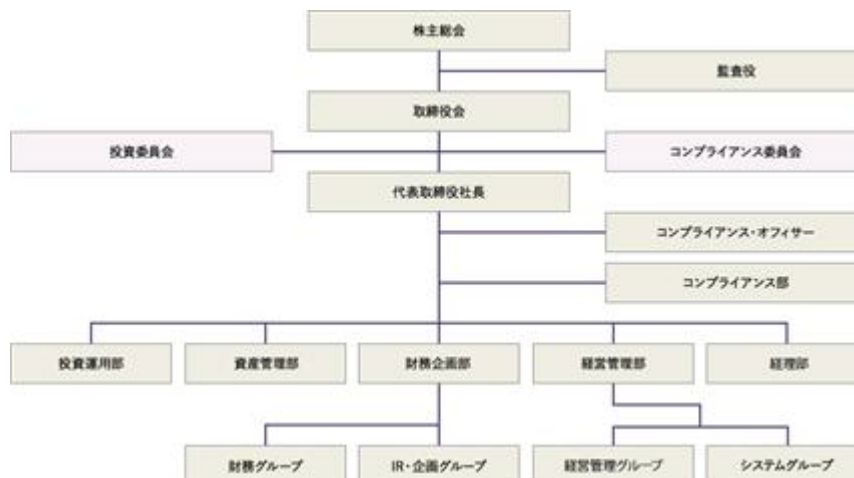 株主総会
監査役
取締役会
投資委員会
コンプライアンス委員会
代表取締役社長
コンプライアンス・オフィサー
コンプライアンス部
投資運用部
資産管理部
財務企画部
経営管理部
経理部
財務グループ
IR・企画グループ
経営管理グループ
システムグループ